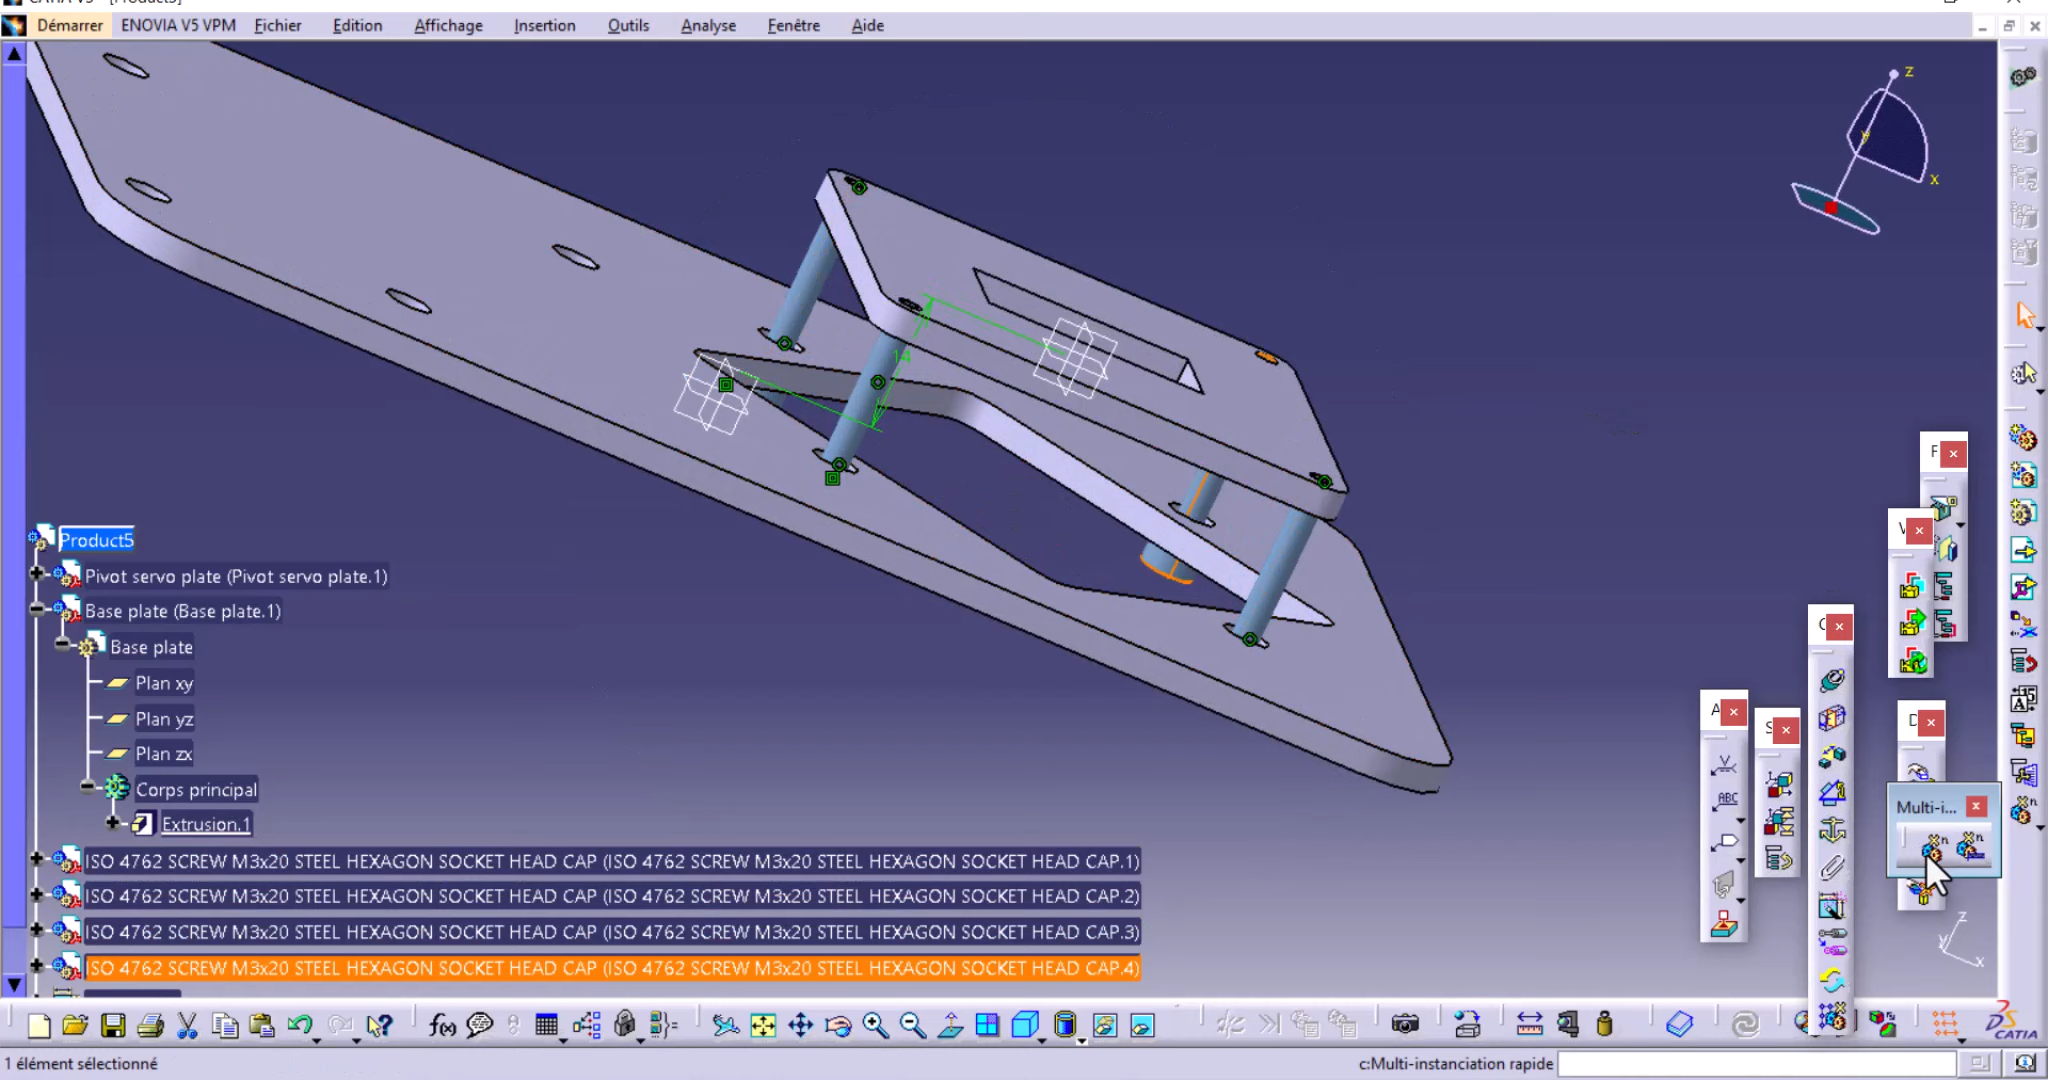 CATIA V5 - [Product5]
Démarrer ENOVIA V5 VPM Fichier Edition Affichage Insertion Outils Analyse Fenêtre Aide
z
y
x
14
F
V
C
A
S
D
Multi-i...
Product5
Pivot servo plate (Pivot servo plate.1)
Base plate (Base plate.1)
Base plate
Plan xy
Plan yz
Plan zx
Corps principal
Extrusion.1
ISO 4762 SCREW M3x20 STEEL HEXAGON SOCKET HEAD CAP (ISO 4762 SCREW M3x20 STEEL HEXAGON SOCKET HEAD CAP.1)
ISO 4762 SCREW M3x20 STEEL HEXAGON SOCKET HEAD CAP (ISO 4762 SCREW M3x20 STEEL HEXAGON SOCKET HEAD CAP.2)
ISO 4762 SCREW M3x20 STEEL HEXAGON SOCKET HEAD CAP (ISO 4762 SCREW M3x20 STEEL HEXAGON SOCKET HEAD CAP.3)
ISO 4762 SCREW M3x20 STEEL HEXAGON SOCKET HEAD CAP (ISO 4762 SCREW M3x20 STEEL HEXAGON SOCKET HEAD CAP.4)
ABC
z
y
x
f(x)
CATIA
1 élément sélectionné
c:Multi-instanciation rapide